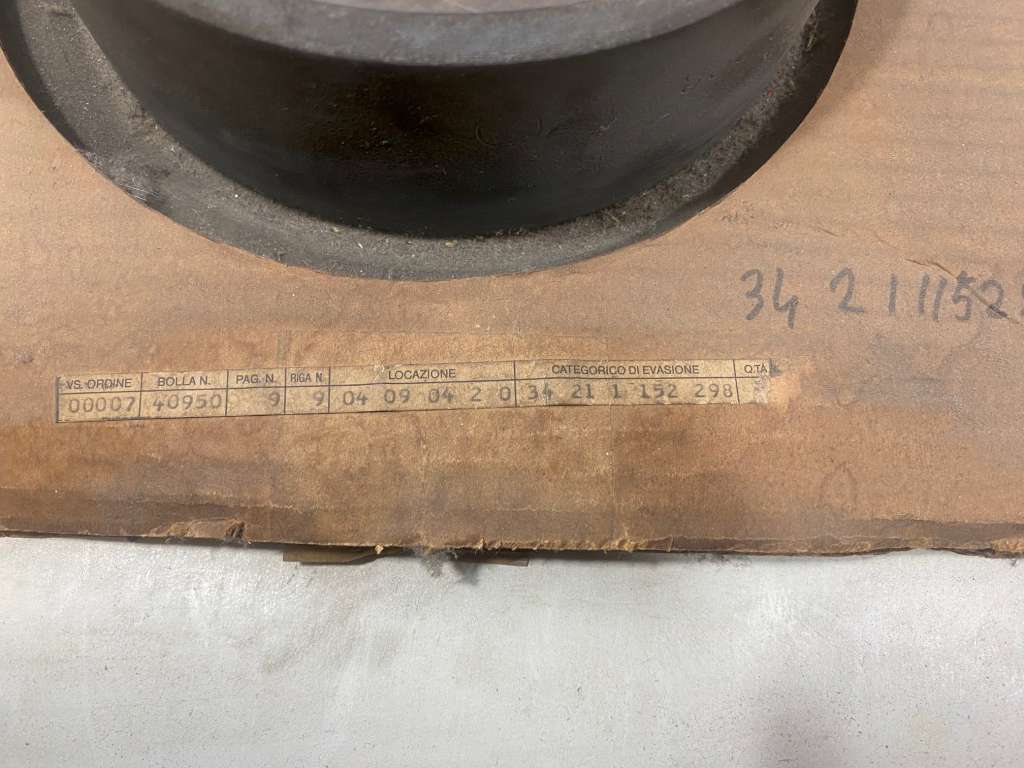 34 2 1 1152
VS. ORDINE BOLLA N. PAG. N. RIGA N. LOCAZIONE CATEGORICO DI EVASIONE Q.TÀ
00007 40950 9 9 04 09 04 2 0 34 21 1 152 298